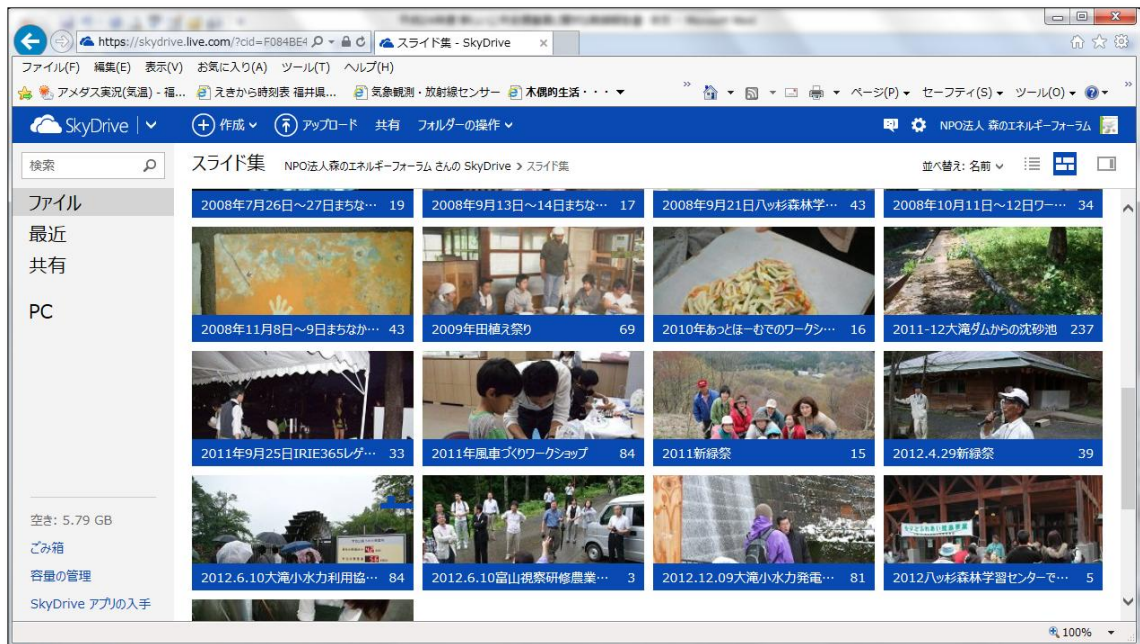 https://skydrive.live.com/?cid=F084BE4
スライド集 - SkyDrive
ファイル(F) 編集(E) 表示(V) お気に入り(A) ツール(T) ヘルプ(H)
アメダス実況(気温) - 福... えきから時刻表 福井県... 気象観測・放射線センサー 木偶的生活・・・
ページ(P) セーフティ(S) ツール(O)
SkyDrive 作成 アップロード 共有 フォルダーの操作 NPO法人 森のエネルギーフォーラム
検索
スライド集 NPO法人森のエネルギーフォーラム さんの SkyDrive > スライド集 並べ替え: 名前
ファイル
最近
共有
PC
2008年7月26日~27日まちな… 19
2008年9月13日~14日まちな… 17
2008年9月21日八ッ杉森林学… 43
2008年10月11日~12日ワー… 34
2008年11月8日~9日まちなか… 43
2009年田植え祭り 69
2010年あっとほーむでのワークシ… 16
2011-12大滝ダムからの沈砂池 237
2011年9月25日IRIE365レゲ… 33
2011年風車づくりワークショップ 84
2011新緑祭 15
2012.4.29新緑祭 39
2012.6.10大滝小水力利用協… 84
2012.6.10富山視察研修農業… 3
2012.12.09大滝小水力発電… 81
2012八ッ杉森林学習センターで… 5
空き: 5.79 GB
ごみ箱
容量の管理
SkyDrive アプリの入手
100%